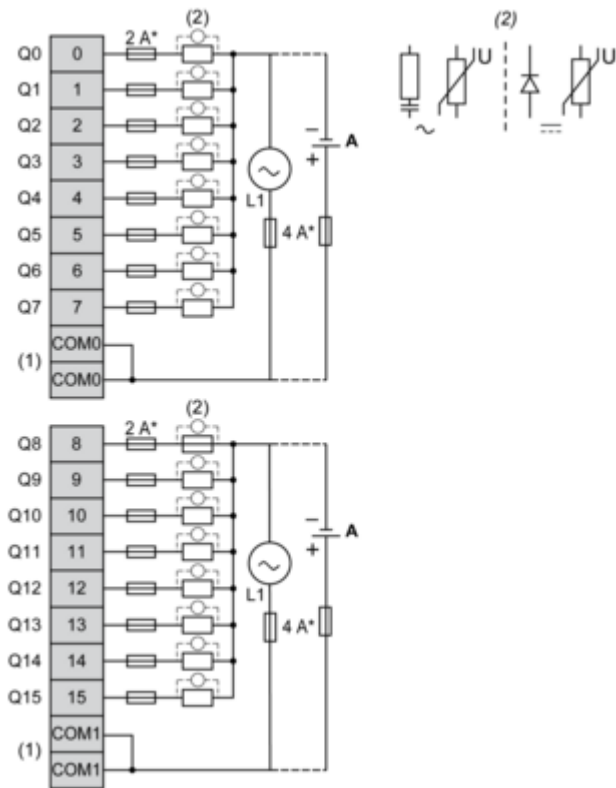 (2)
Q0 0 2 A*
Q1 1
Q2 2
Q3 3
Q4 4
Q5 5
Q6 6
Q7 7
COM0
(1)
COM0
L1
4 A*
− A
+
(2)
U U
~
(2)
Q8 8 2 A*
Q9 9
Q10 10
Q11 11
Q12 12
Q13 13
Q14 14
Q15 15
COM1
(1)
COM1
L1
4 A*
− A
+